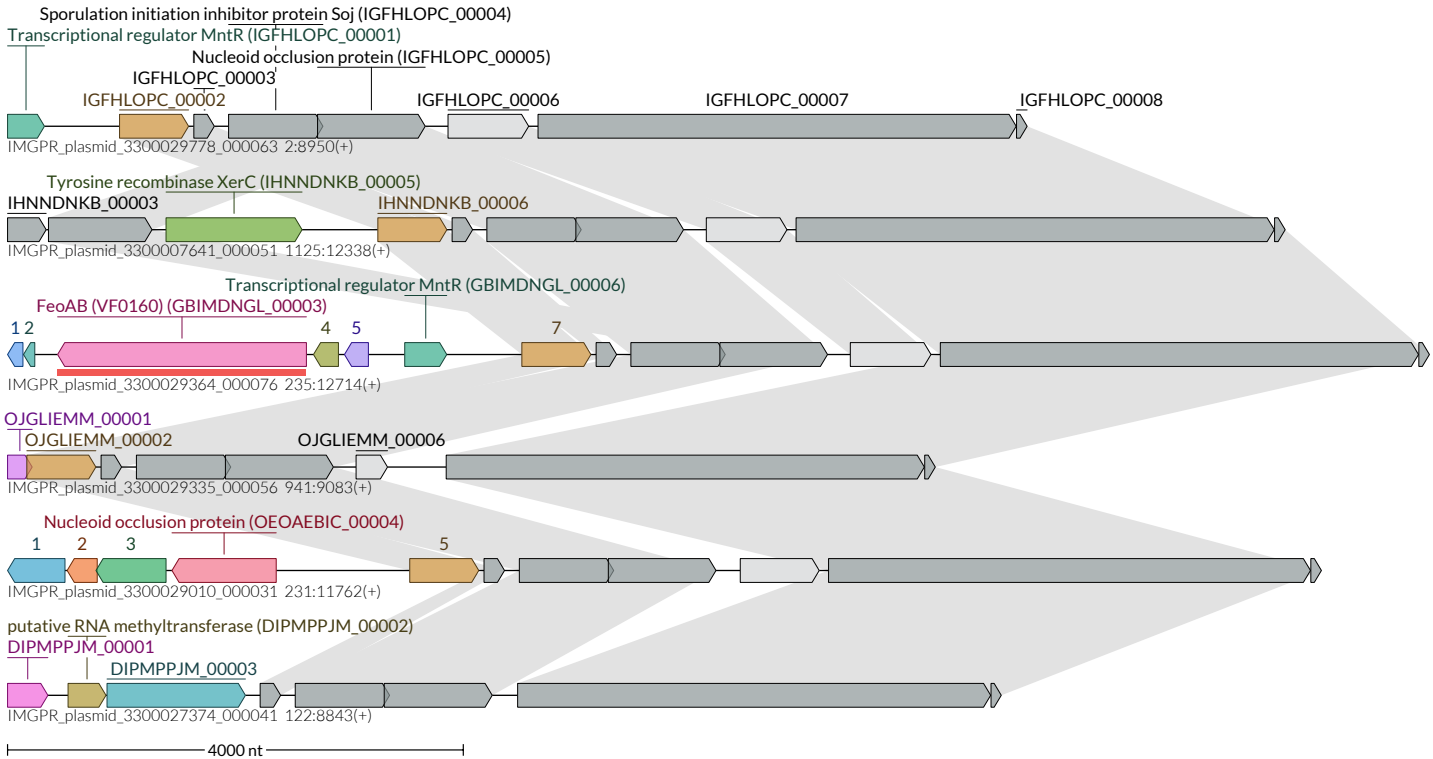 Sporulation initiation inhibitor protein Soj (IGFHLOPC_00004)
Transcriptional regulator MntR (IGFHLOPC_00001)
Nucleoid occlusion protein (IGFHLOPC_00005)
IGFHLOPC_00003
IGFHLOPC_00002 IGFHLOPC_00006 IGFHLOPC_00007 IGFHLOPC_00008
IMGPR_plasmid_3300029778_000063 2:8950(+)
Tyrosine recombinase XerC (IHNNDNKB_00005)
IHNNDNKB_00003 IHNNDNKB_00006
IMGPR_plasmid_3300007641_000051 1125:12338(+)
Transcriptional regulator MntR (GBIMDNGL_00006)
FeoAB (VF0160) (GBIMDNGL_00003)
1 2 4 5 7
IMGPR_plasmid_3300029364_000076 235:12714(+)
OJGLIEMM_00001
OJGLIEMM_00002 OJGLIEMM_00006
IMGPR_plasmid_3300029335_000056 941:9083(+)
Nucleoid occlusion protein (OEOAEBIC_00004)
1 2 3 5
IMGPR_plasmid_3300029010_000031 231:11762(+)
putative RNA methyltransferase (DIPMPPJM_00002)
DIPMPPJM_00001
DIPMPPJM_00003
IMGPR_plasmid_3300027374_000041 122:8843(+)
4000 nt